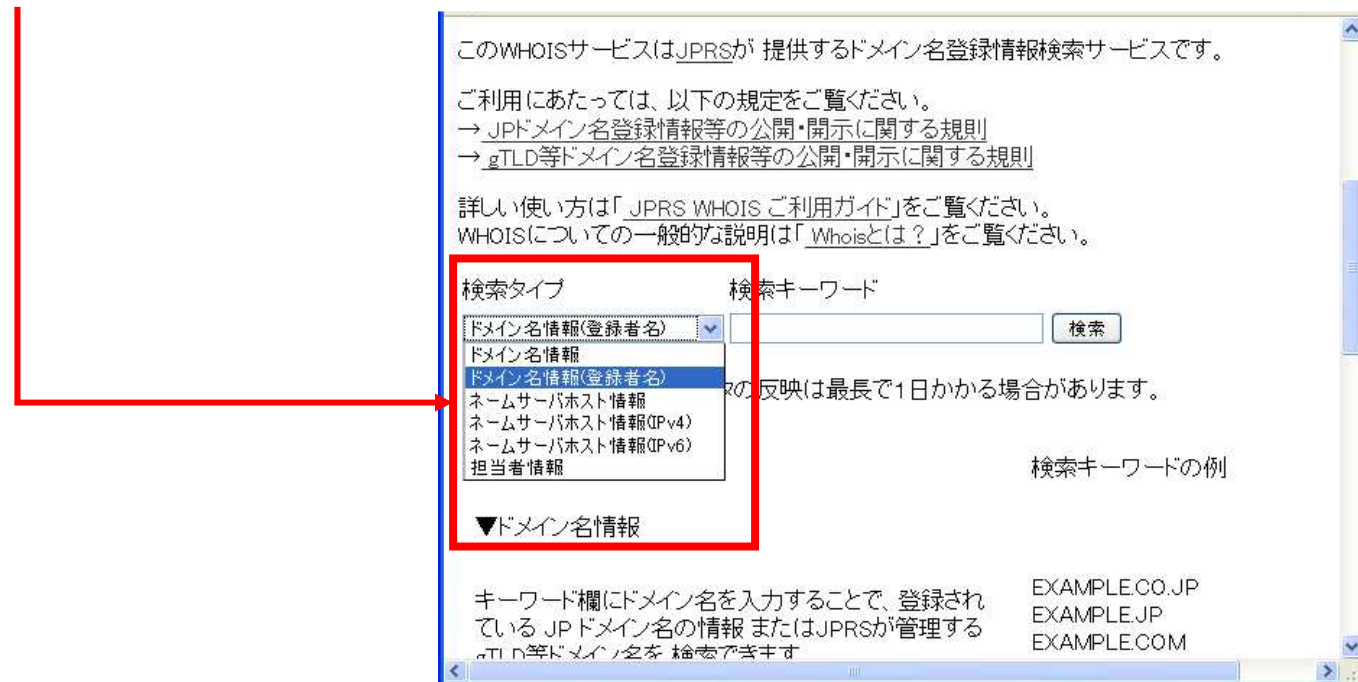 このWHOISサービスはJPRSが 提供するドメイン名登録情報検索サービスです。
ご利用にあたっては、以下の規定をご覧ください。
→ JPドメイン名登録情報等の公開・開示に関する規則
→ gTLD等ドメイン名登録情報等の公開・開示に関する規則
詳しい使い方は「 JPRS WHOIS ご利用ガイド」をご覧ください。
WHOISについての一般的な説明は「 Whoisとは？」をご覧ください。
検索タイプ 検索キーワード
ドメイン名情報(登録者名) 検索
ドメイン名情報
ドメイン名情報(登録者名)
の反映は最長で1日かかる場合があります。
ネームサーバホスト情報
ネームサーバホスト情報(IPv4)
ネームサーバホスト情報(IPv6)
担当者情報
検索キーワードの例
▼ドメイン名情報
キーワード欄にドメイン名を入力することで、登録され
ている JPドメイン名の情報 またはJPRSが管理する
gTLD等ドメイン名を 検索できます
EXAMPLE.CO.JP
EXAMPLE.JP
EXAMPLE.COM